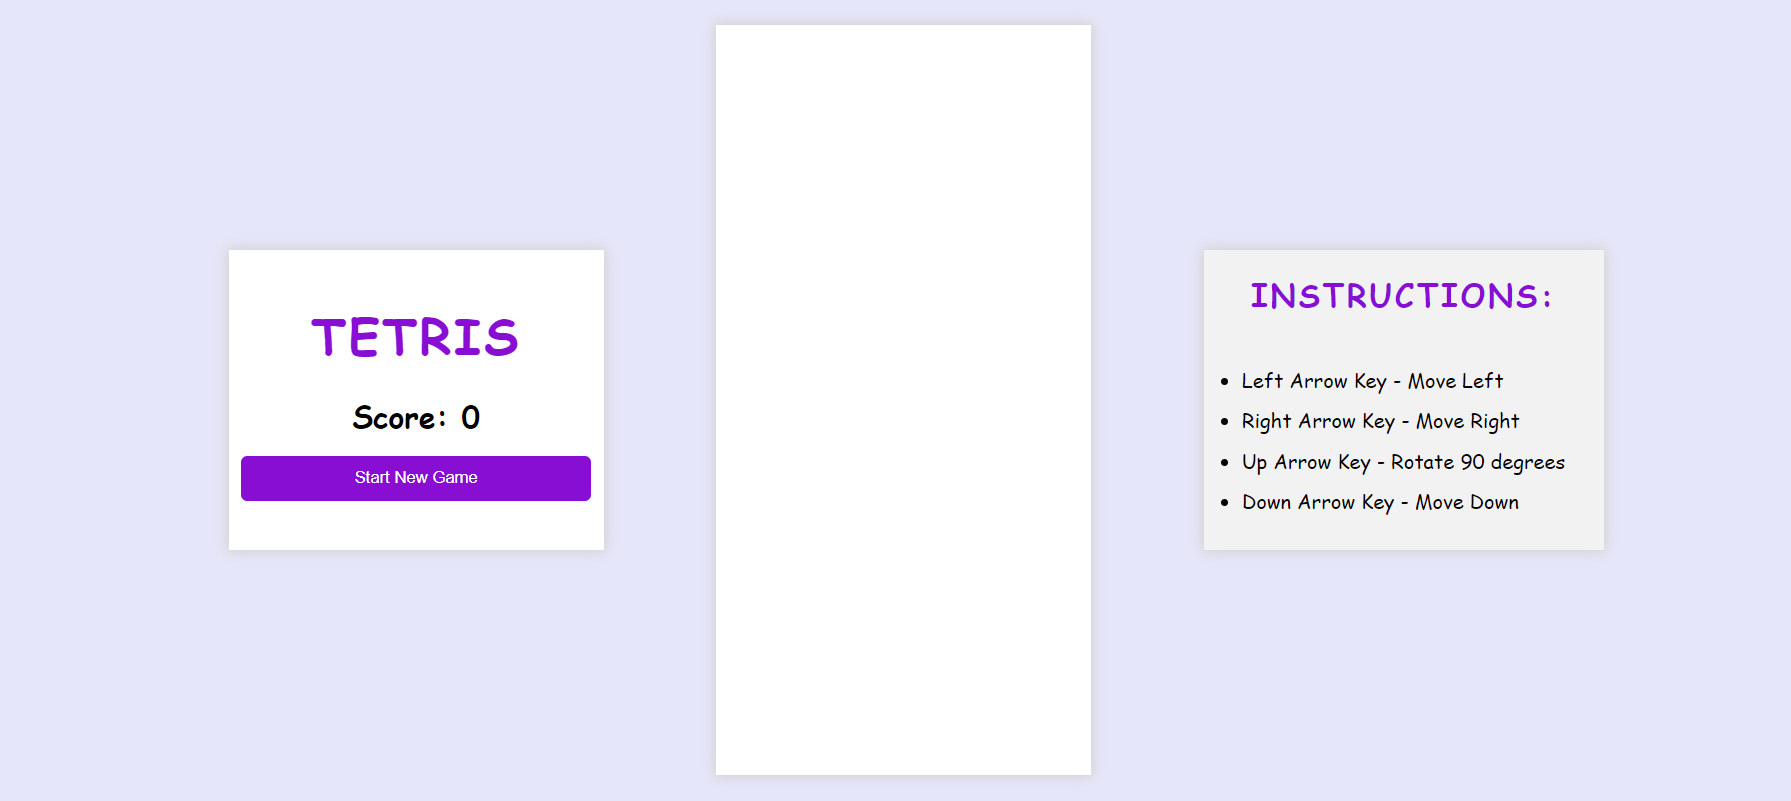 TETRIS
Score: 0
Start New Game
INSTRUCTIONS:
Left Arrow Key - Move Left
Right Arrow Key - Move Right
Up Arrow Key - Rotate 90 degrees
Down Arrow Key - Move Down